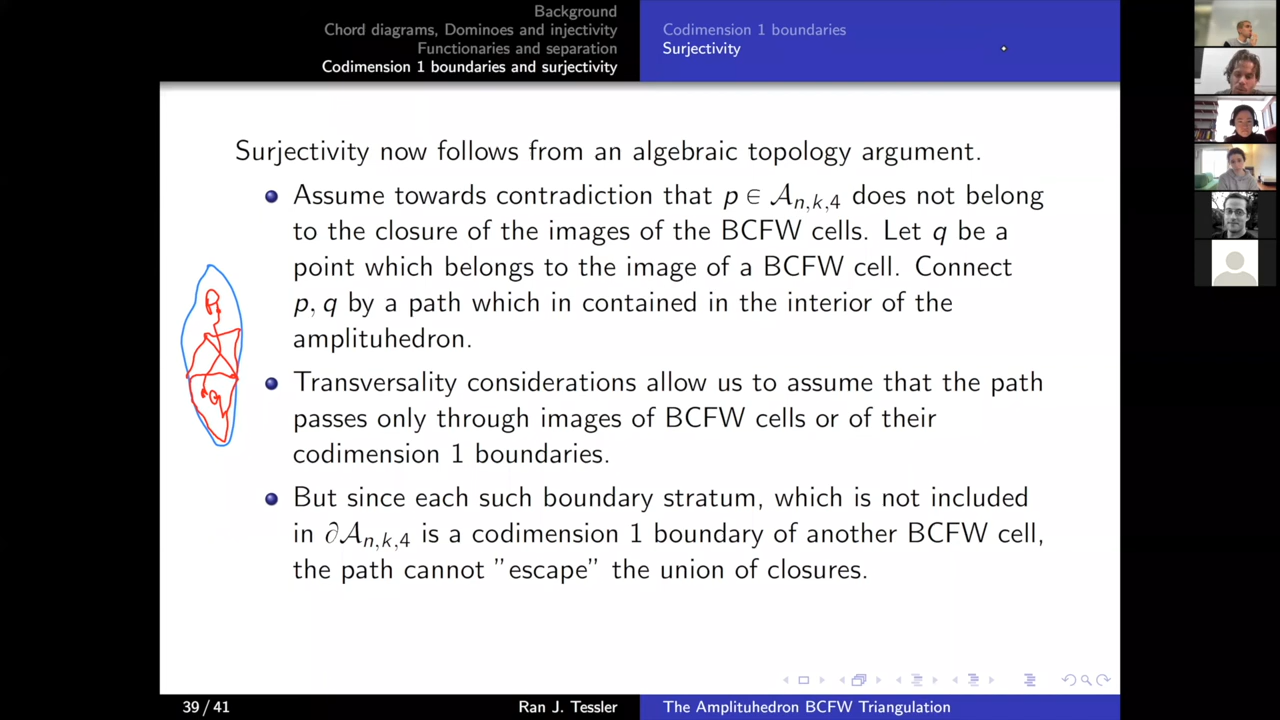 Background
Chord diagrams, Dominoes and injectivity
Functionaries and separation
Codimension 1 boundaries and surjectivity
Codimension 1 boundaries
Surjectivity
Surjectivity now follows from an algebraic topology argument.
Assume towards contradiction that p ∈ 𝒜n,k,4 does not belong
to the closure of the images of the BCFW cells. Let q be a
point which belongs to the image of a BCFW cell. Connect
p, q by a path which in contained in the interior of the
amplituhedron.
Transversality considerations allow us to assume that the path
passes only through images of BCFW cells or of their
codimension 1 boundaries.
But since each such boundary stratum, which is not included
in ∂𝒜n,k,4 is a codimension 1 boundary of another BCFW cell,
the path cannot ”escape” the union of closures.
P
q
39 / 41
Ran J. Tessler
The Amplituhedron BCFW Triangulation